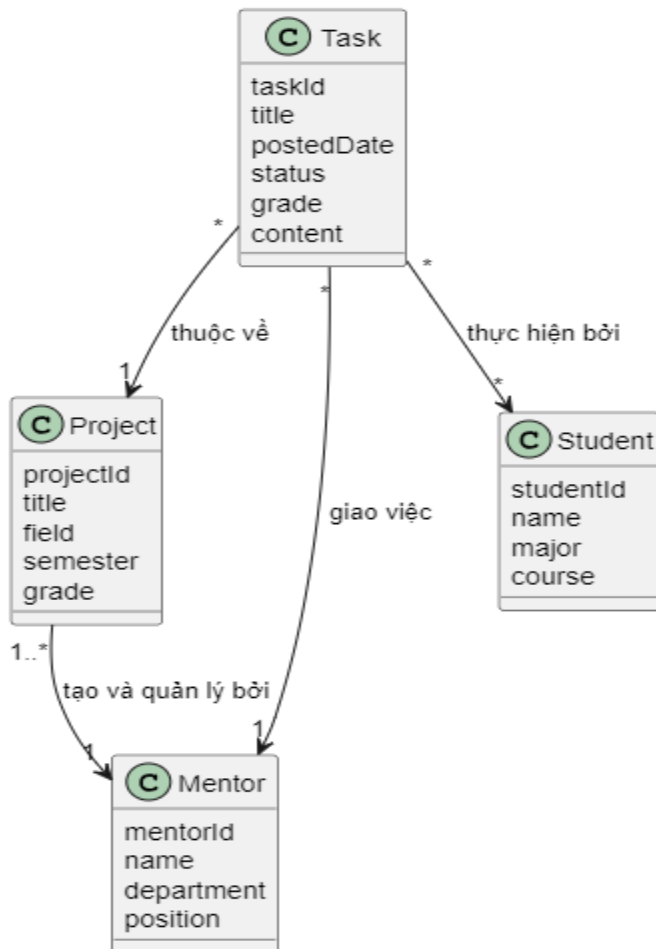 C Task
taskId
title
postedDate
status
grade
content
* * *
thuộc về
thực hiện bởi
1
*
C Project
projectId
title
field
semester
grade
C Student
studentId
name
major
course
giao việc
1..*
tạo và quản lý bởi
1
1
C Mentor
mentorId
name
department
position